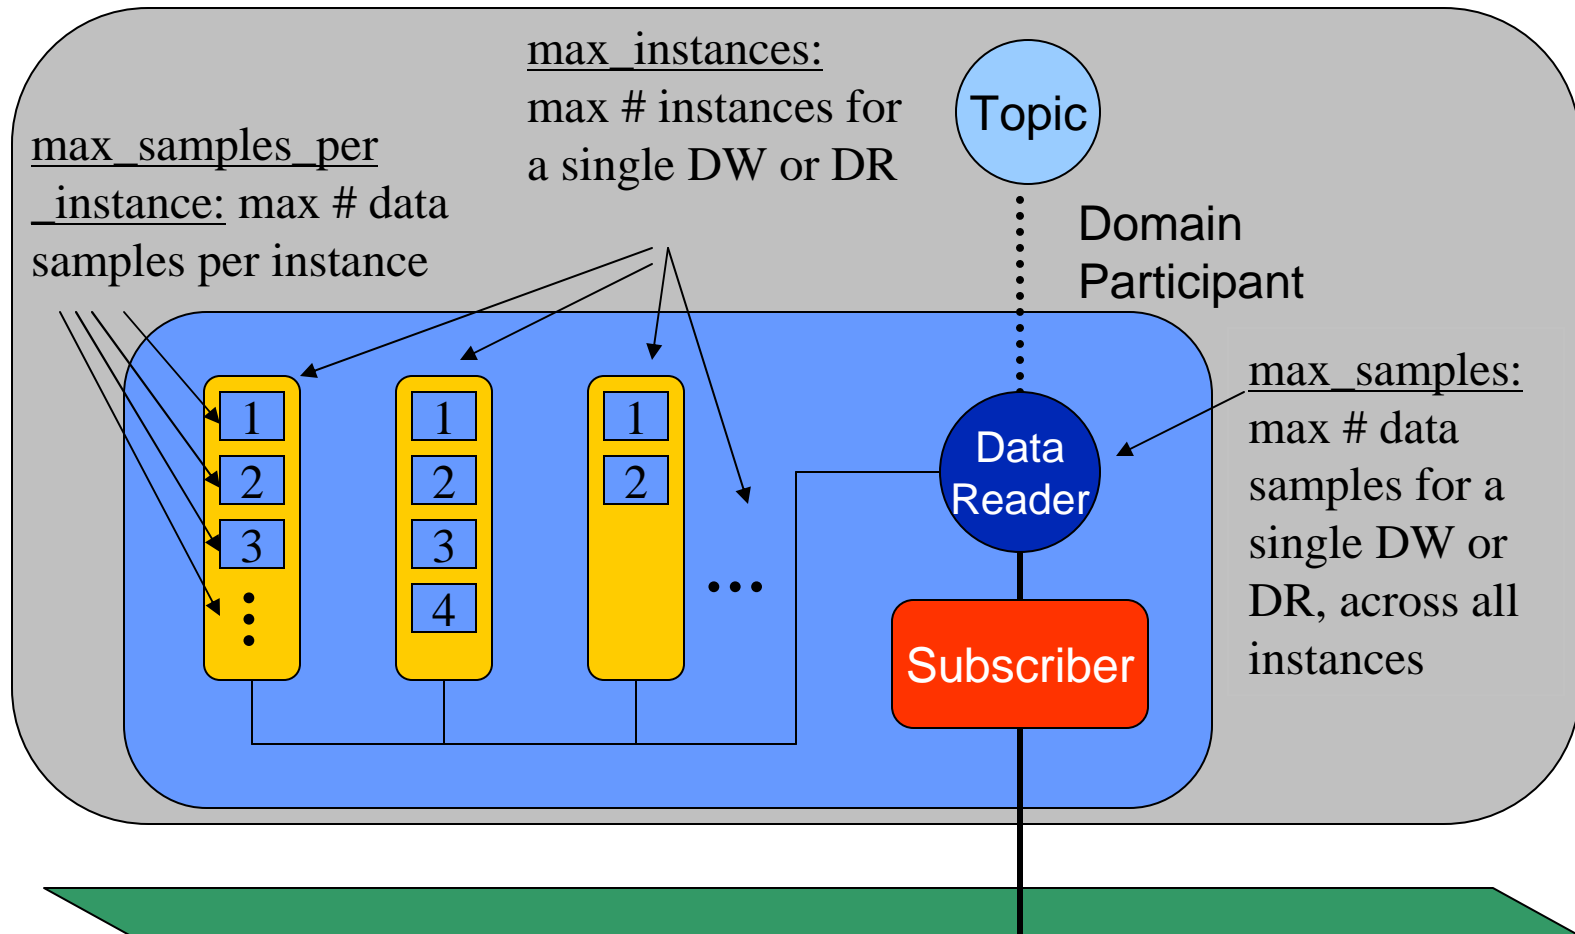 max_instances:
max # instances for
a single DW or DR
Topic
max_samples_per
_instance: max # data
samples per instance
Domain
Participant
max_samples:
max # data
samples for a
single DW or
DR, across all
instances
1
2
3
1
2
3
4
1
2
...
Data
Reader
Subscriber